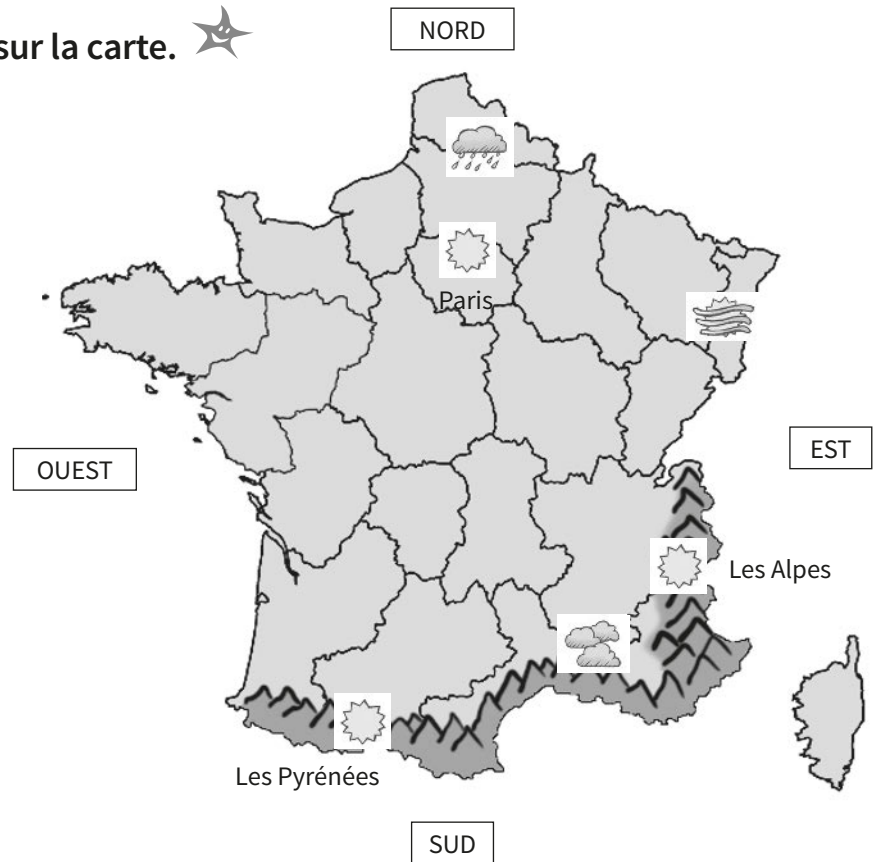 sur la carte.
NORD
Paris
OUEST
EST
Les Alpes
Les Pyrénées
SUD